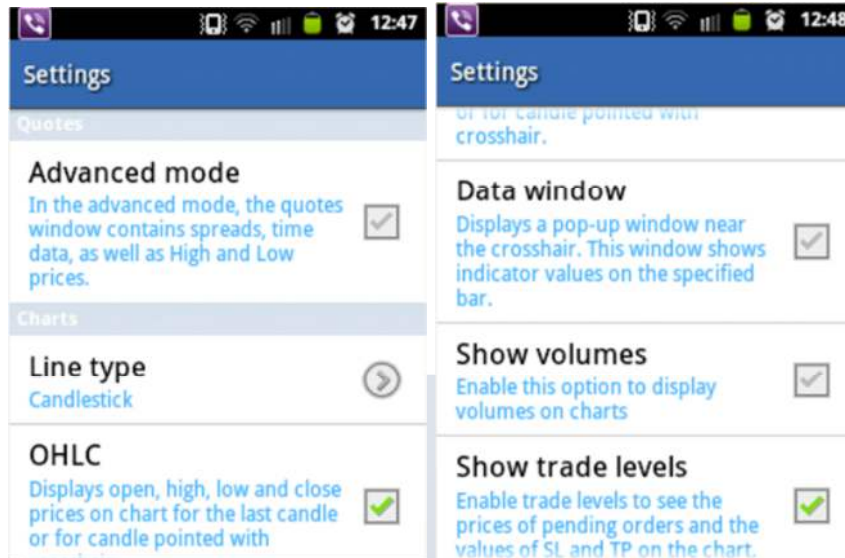 12:47
Settings
Quotes
Advanced mode
In the advanced mode, the quotes
window contains spreads, time
data, as well as High and Low
prices.
Charts
Line type
Candlestick
OHLC
Displays open, high, low and close
prices on chart for the last candle
or for candle pointed with
12:48
Settings
or for candle pointed with
crosshair.
Data window
Displays a pop-up window near
the crosshair. This window shows
indicator values on the specified
bar.
Show volumes
Enable this option to display
volumes on charts
Show trade levels
Enable trade levels to see the
prices of pending orders and the
values of SL and TP on the chart.